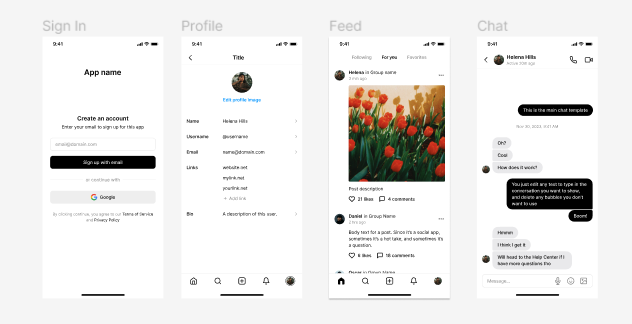 Sign In
9:41
App name
Create an account
Enter your email to sign up for this app
email@domain.com
Sign up with email
or continue with
Google
By clicking continue, you agree to our Terms of Service
and Privacy Policy
Profile
9:41
Title
Edit profile image
Name
Helena Hills
Username
@username
Email
name@domain.com
Links
website.net
mylink.net
yourlink.net
+ Add link
Bio
A description of this user.
Feed
9:41
Following
For you
Favorites
Helena in Group name
Post description
21 likes
4 comments
Daniel in Group Name
2 hrs ago
Body text for a post. Since it's a social app,
sometimes it's a hot take, and sometimes it's
a question.
6 likes
18 comments
Chat
9:41
Helena Hills
Active 20m ago
This is the main chat template
Nov 30, 2023, 9:41 AM
Oh?
Cool
How does it work?
You just edit any text to type in the
conversation you want to show,
and delete any bubbles you don't
want to use
Boom!
Hmmm
I think I get it
Will head to the Help Center if I
have more questions tho
Message...